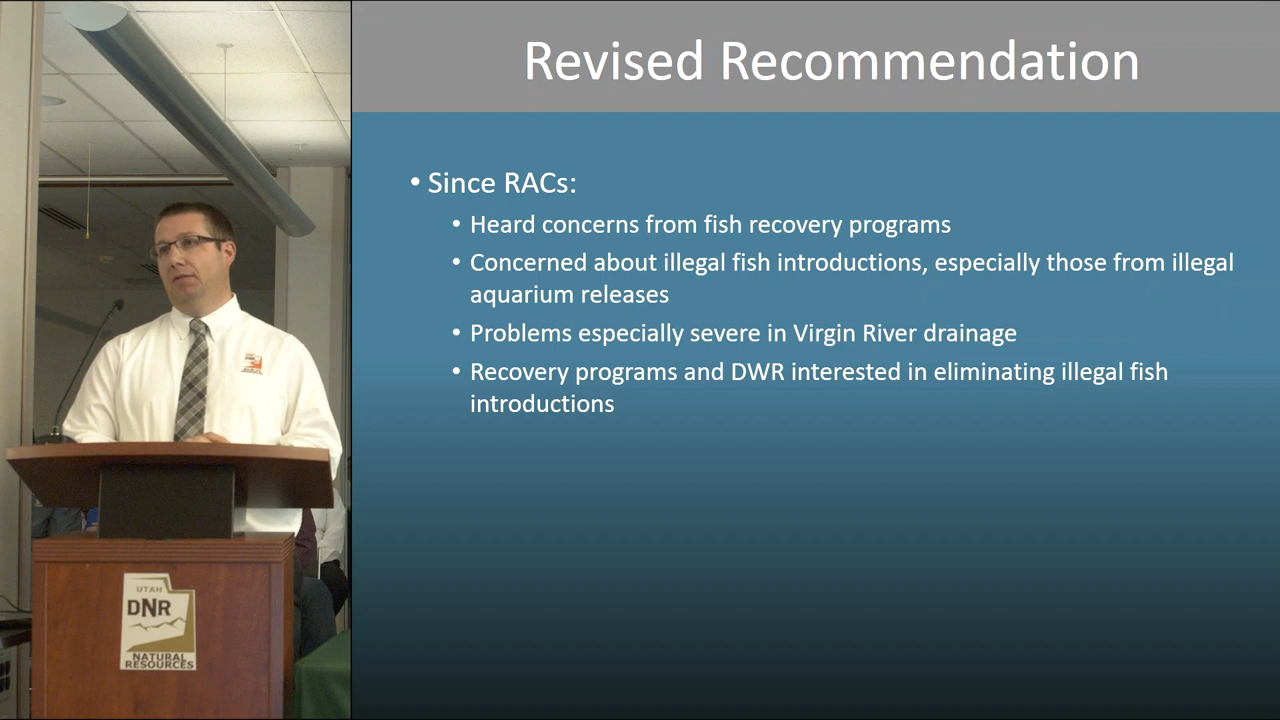 Revised Recommendation
• Since RACs:
• Heard concerns from fish recovery programs
• Concerned about illegal fish introductions, especially those from illegal
aquarium releases
• Problems especially severe in Virgin River drainage
• Recovery programs and DWR interested in eliminating illegal fish
introductions
DNR
UTAH
DNR
NATURAL
RESOURCES